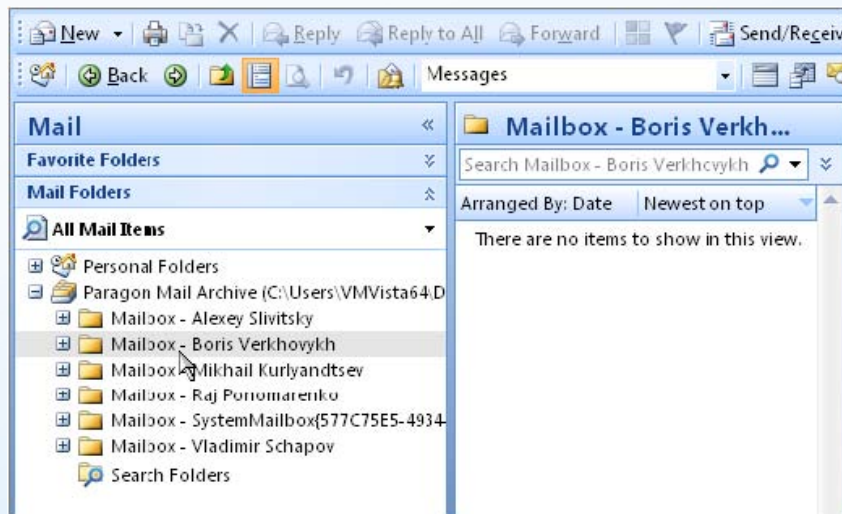 New Reply Reply to All Forward Send/Receiv
Back Messages
Mail
Favorite Folders
Mail Folders
All Mail Items
Personal Folders
Paragon Mail Archive (C:\Users\VMVista64\D
Mailbox - Alexey Slivitsky
Mailbox - Boris Verkhovykh
Mailbox - Mikhail Kurlyandtsev
Mailbox - Raj Ponomarenko
Mailbox - SystemMailbox{577C75E5-4934-
Mailbox - Vladimir Schapov
Search Folders
Mailbox - Boris Verkh...
Search Mailbox - Boris Verkhovykh
Arranged By: Date Newest on top
There are no items to show in this view.